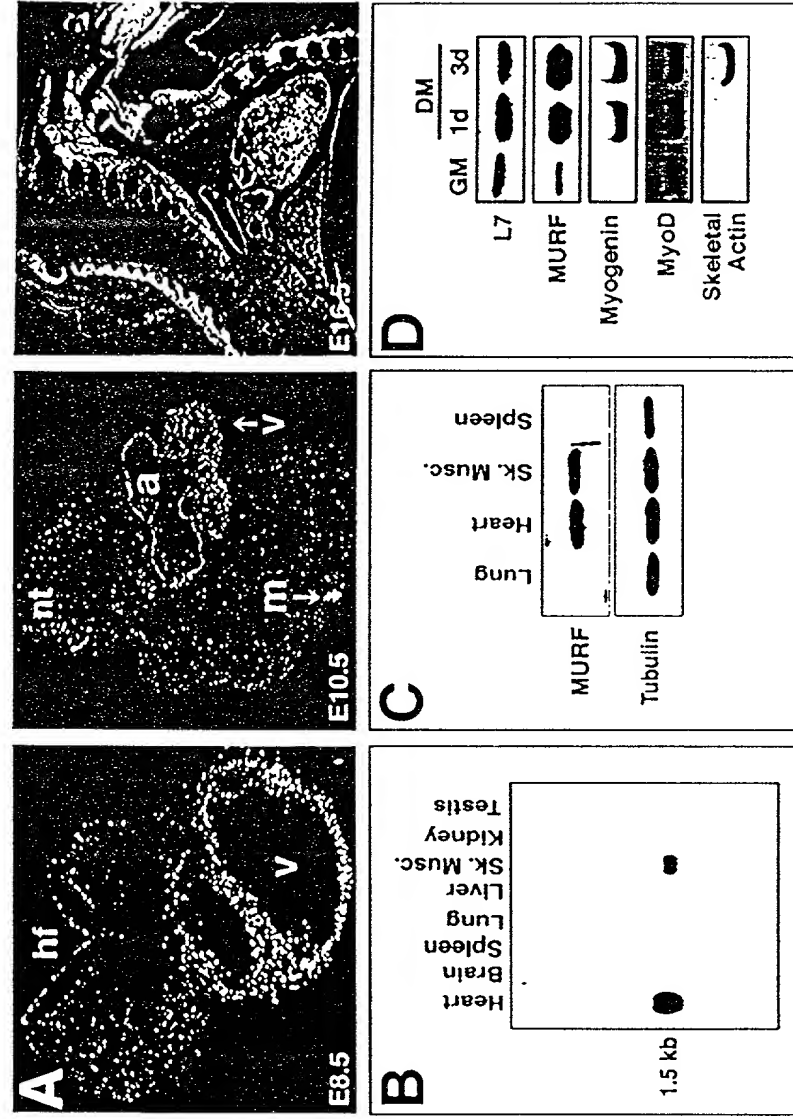 A
hf
v
E8.5
nt
a
v
m
E10.5
E16.5
B
Heart
Brain
Spleen
Lung
Liver
Sk. Musc.
Kidney
Testis
1.5 kb
C
Lung
Heart
Sk. Musc.
Spleen
MURF
Tubulin
D
DM
GM 1d 3d
L7
MURF
Myogenin
MyoD
Skeletal
Actin